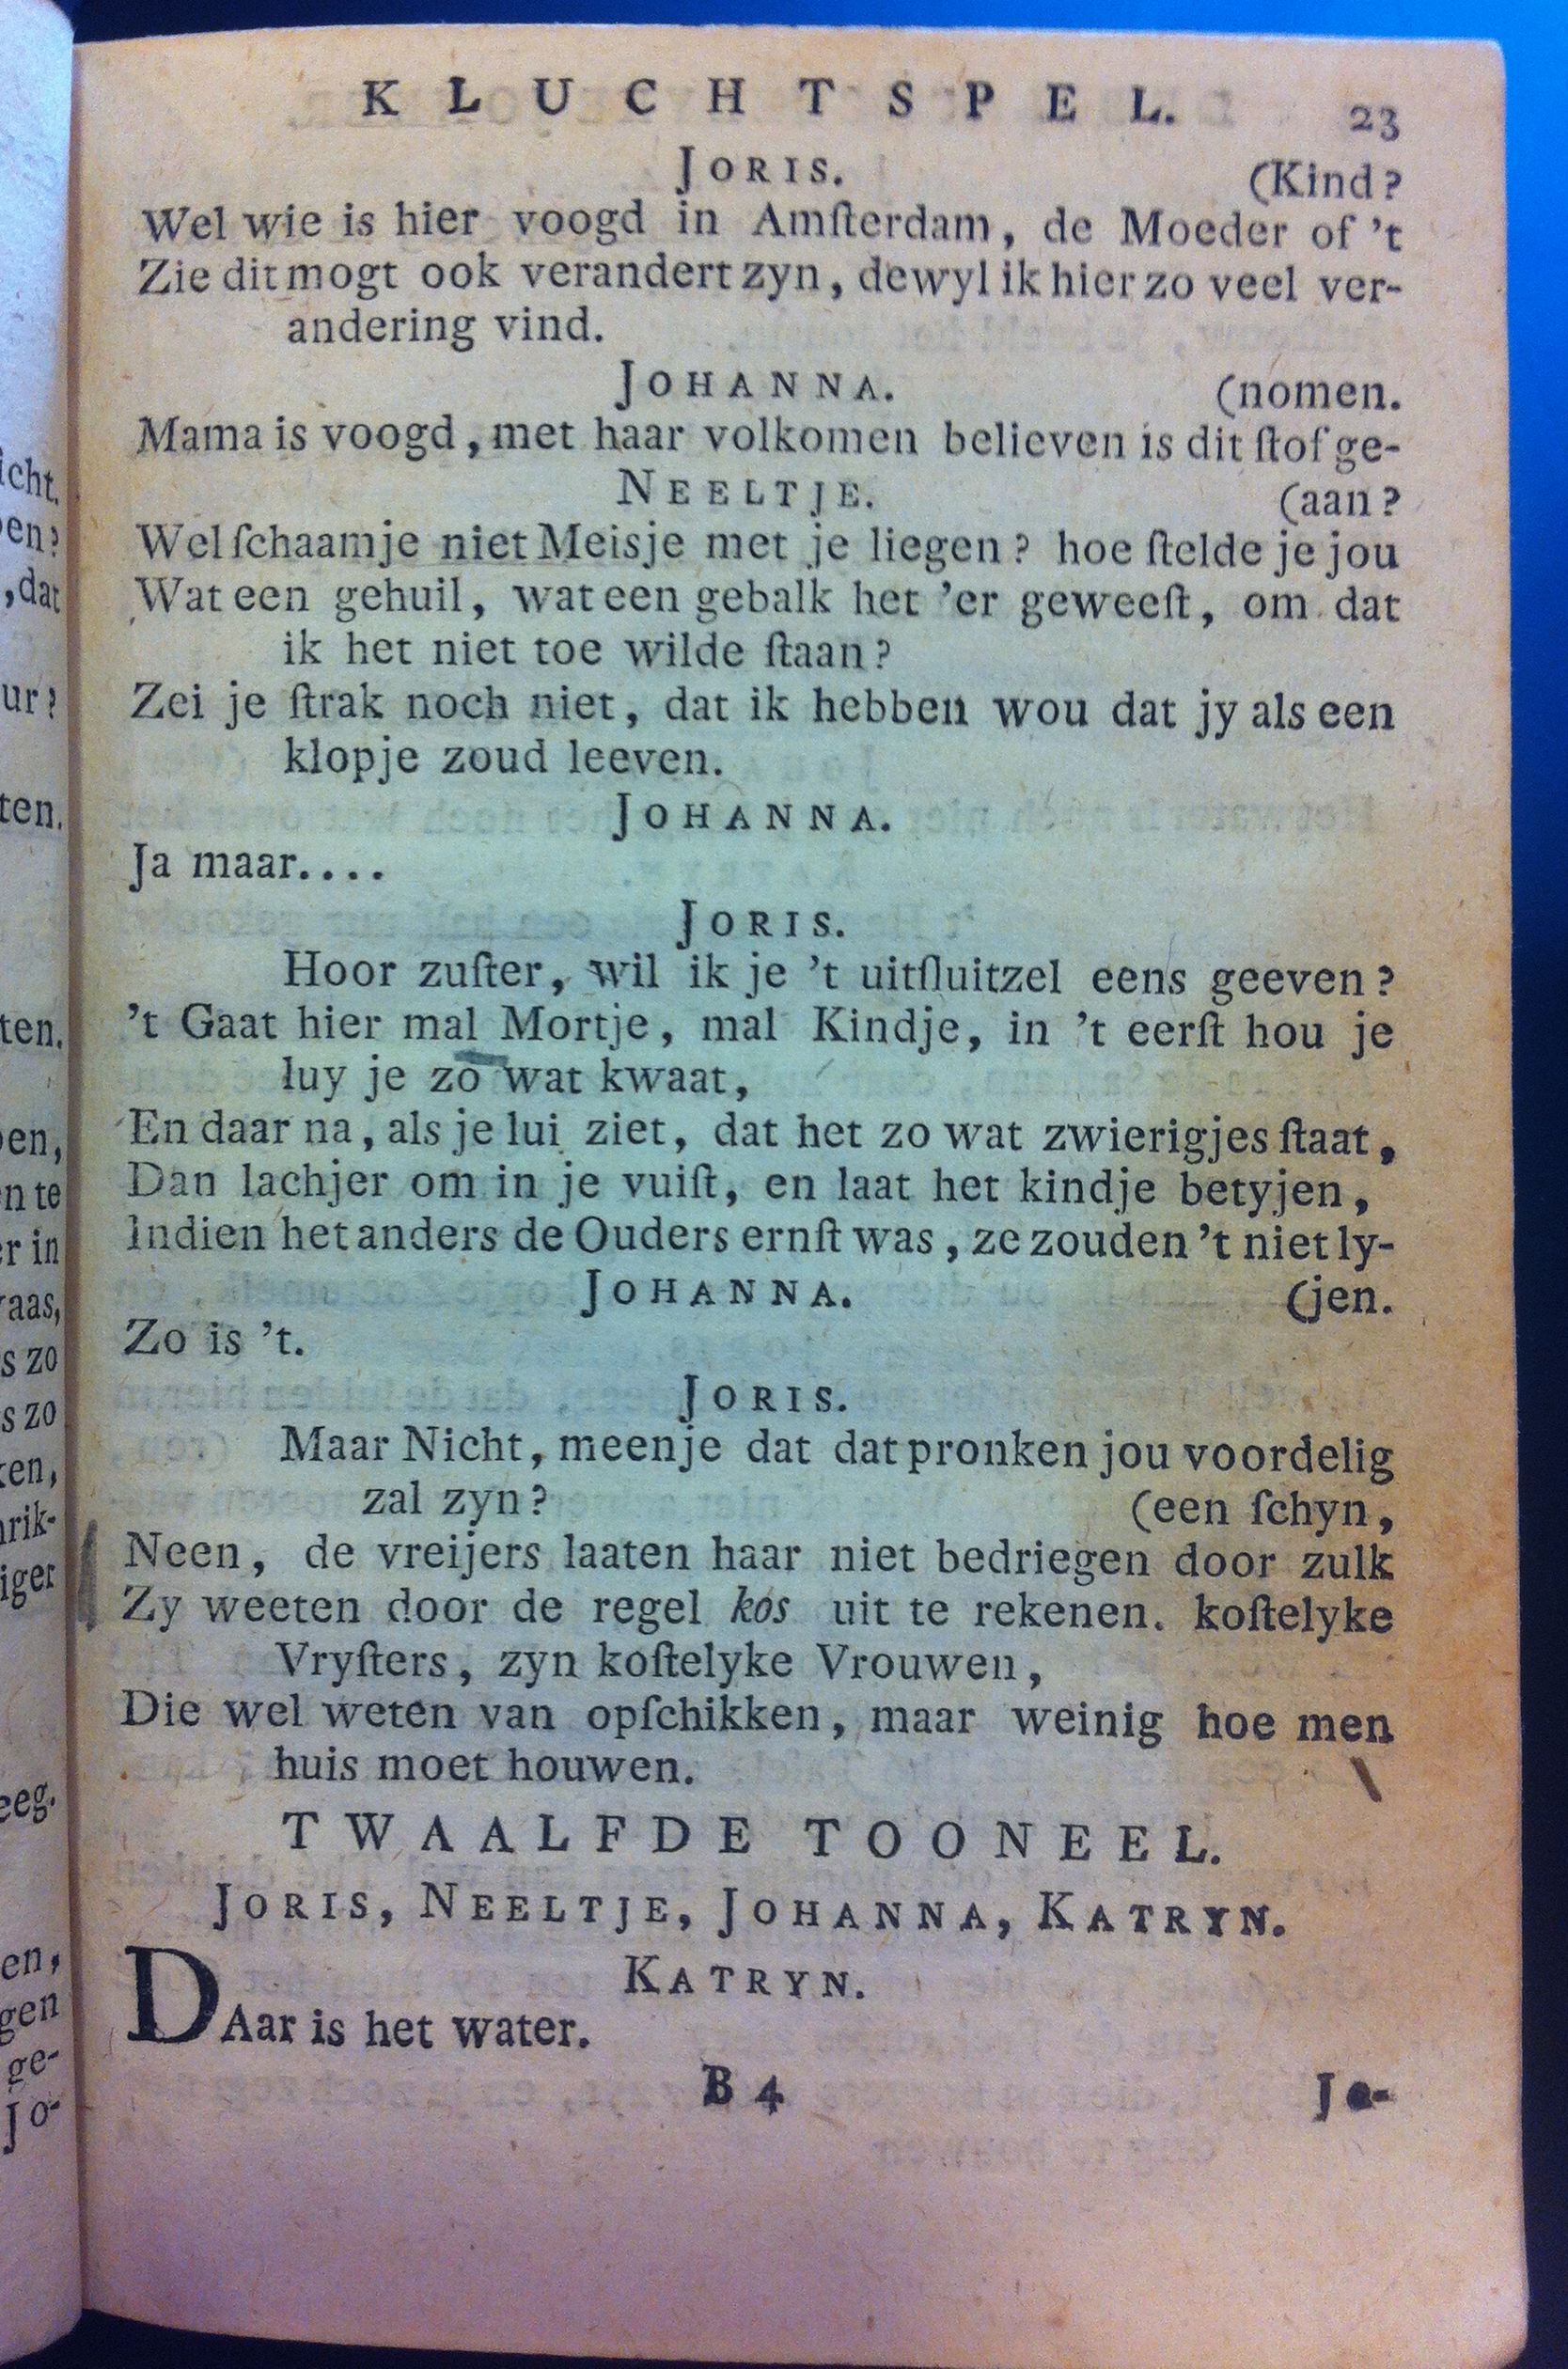 KLUCHTSPEL. 23
JORIS. (Kind?
Wel wie is hier voogd in Amſterdam, de Moeder of 't
Zie dit mogt ook verandert zyn, dewyl ik hier zo veel ver-
andering vind.
JOHANNA. (nomen.
Mama is voogd, met haar volkomen believen is dit ſtof ge-
NEELTJE. (aan?
Wel ſchaamje niet Meisje met je liegen? hoe ſtelde je jou
Wat een gehuil, wat een gebalk het 'er geweeſt, om dat
ik het niet toe wilde ſtaan?
Zei je ſtrak noch niet, dat ik hebben wou dat jy als een
klopje zoud leeven.
JOHANNA.
Ja maar....
JORIS.
Hoor zuſter, wil ik je 't uitſluitzel eens geeven?
't Gaat hier mal Mortje, mal Kindje, in 't eerſt hou je
luy je zo wat kwaat,
En daar na, als je lui ziet, dat het zo wat zwierigjes ſtaat,
Dan lachjer om in je vuiſt, en laat het kindje betyjen,
Indien het anders de Ouders ernſt was, ze zouden 't niet ly-
JOHANNA. (jen.
Zo is 't.
JORIS.
Maar Nicht, meenje dat dat pronken jou voordelig
zal zyn? (een ſchyn,
Neen, de vreijers laaten haar niet bedriegen door zulk
Zy weeten door de regel kos uit te rekenen. koſtelyke
Vryſters, zyn koſtelyke Vrouwen,
Die wel weten van opſchikken, maar weinig hoe men
huis moet houwen.
TWAALFDE TOONEEL.
JORIS, NEELTJE, JOHANNA, KATRYN.
KATRYN.
DAar is het water.
B 4 Jo-